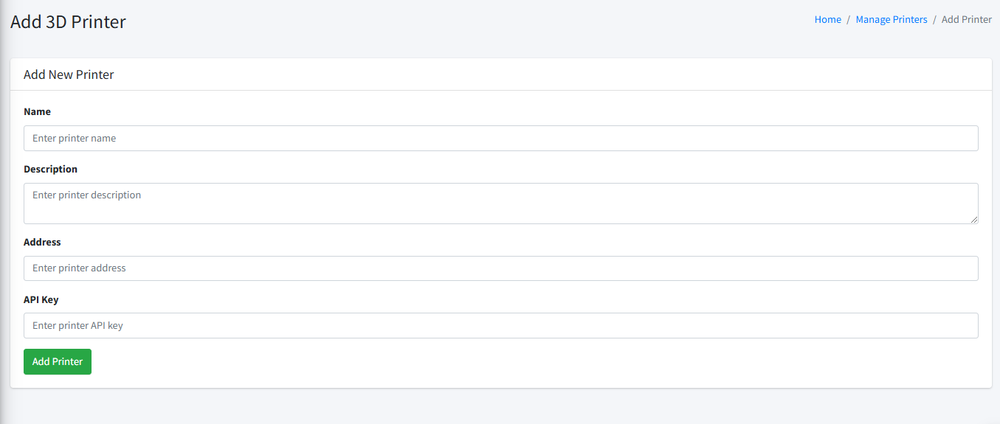 Add 3D Printer
Home / Manage Printers / Add Printer
Add New Printer
Name
Enter printer name
Description
Enter printer description
Address
Enter printer address
API Key
Enter printer API key
Add Printer